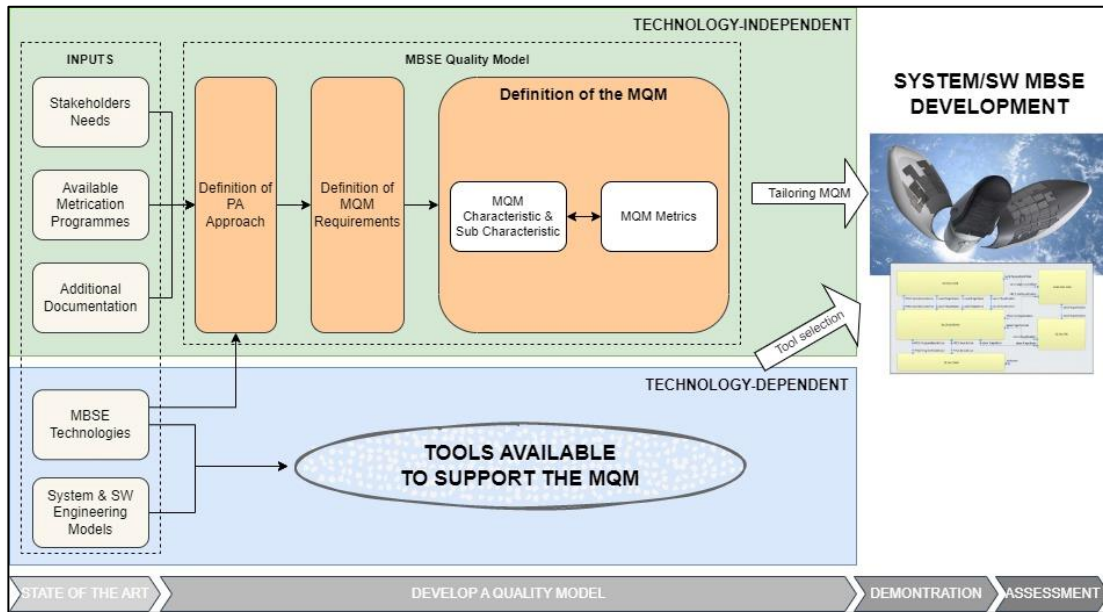 TECHNOLOGY-INDEPENDENT
INPUTS
MBSE Quality Model
Stakeholders
Needs
Available
Metrication
Programmes
Additional
Documentation
Definition of
PA
Approach
Definition of
MQM
Requirements
Definition of the MQM
MQM
Characteristic &
Sub Characteristic
MQM Metrics
Tailoring MQM
SYSTEM/SW MBSE
DEVELOPMENT
Tool selection
TECHNOLOGY-DEPENDENT
MBSE
Technologies
System & SW
Engineering
Models
TOOLS AVAILABLE
TO SUPPORT THE MQM
STATE OF THE ART
DEVELOP A QUALITY MODEL
DEMONTRATION
ASSESSMENT